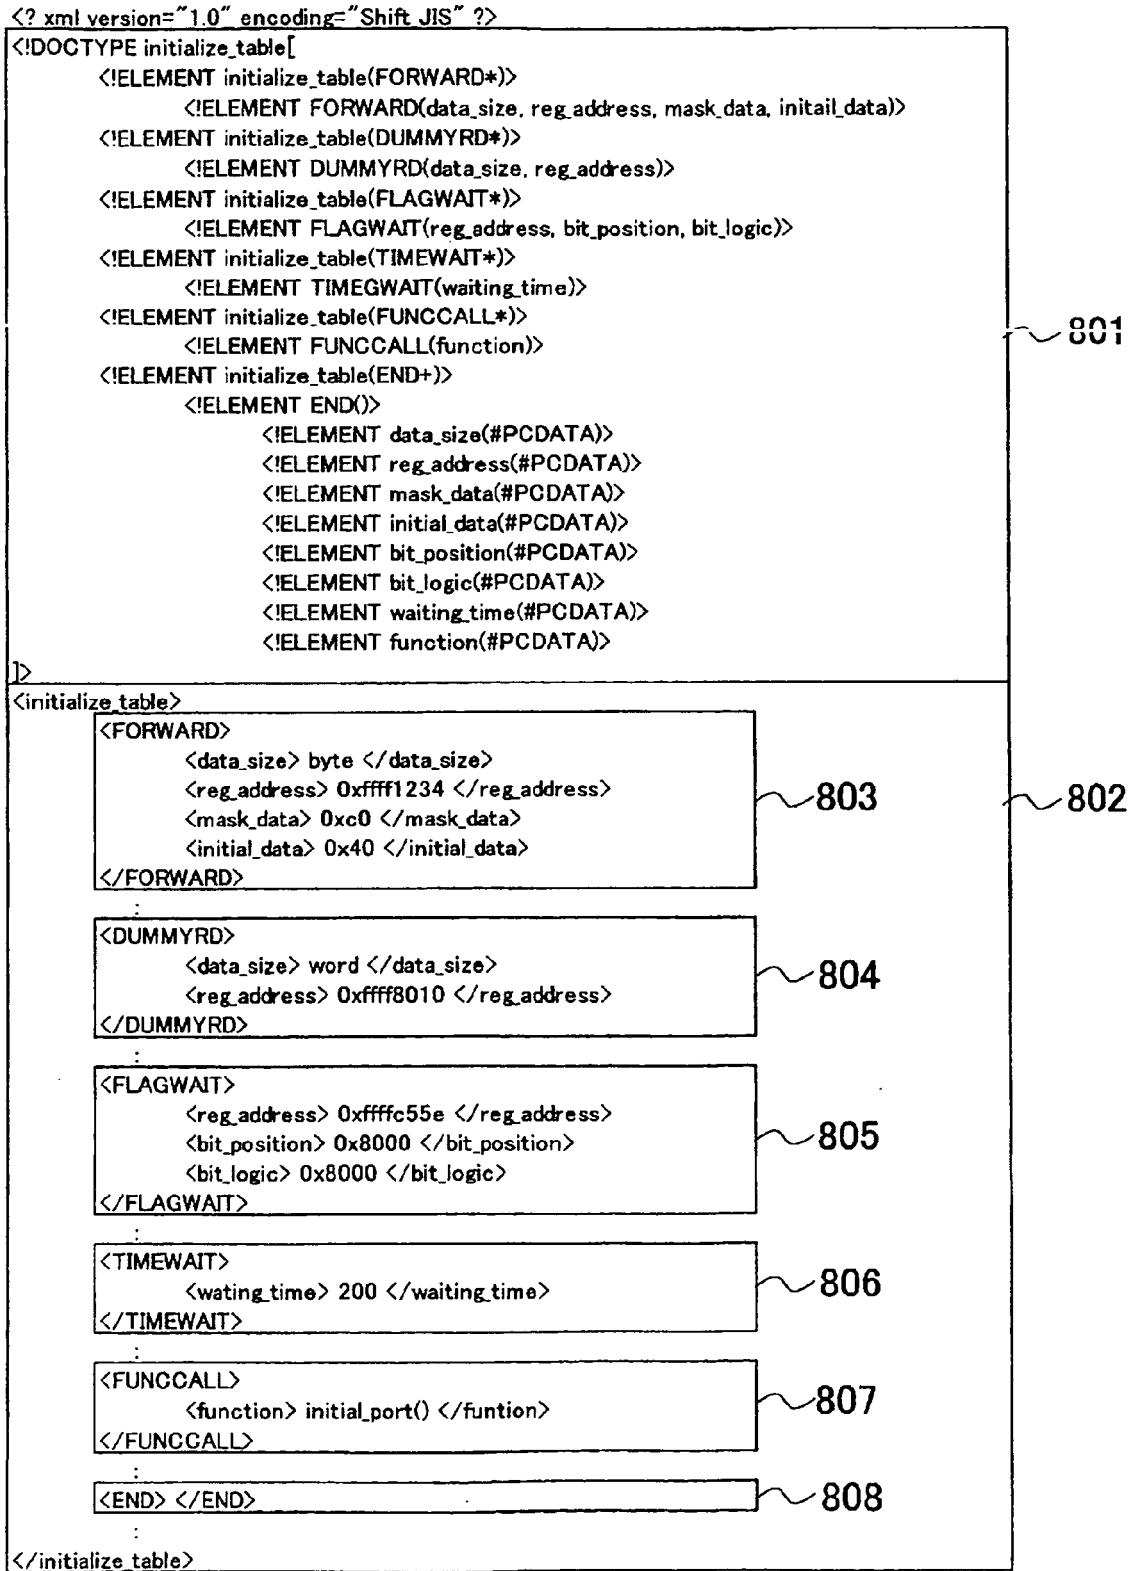 <? xml version="1.0" encoding="Shift_JIS" ?>
<!DOCTYPE initialize_table[
<!ELEMENT initialize_table(FORWARD*)>
<!ELEMENT FORWARD(data_size, reg_address, mask_data, initail_data)>
<!ELEMENT initialize_table(DUMMYRD*)>
<!ELEMENT DUMMYRD(data_size, reg_address)>
<!ELEMENT initialize_table(FLAGWAIT*)>
<!ELEMENT FLAGWAIT(reg_address, bit_position, bit_logic)>
<!ELEMENT initialize_table(TIMEWAIT*)>
<!ELEMENT TIMEGWAIT(waiting_time)>
<!ELEMENT initialize_table(FUNCCALL*)>
801
<!ELEMENT FUNCCALL(function)>
<!ELEMENT initialize_table(END+)>
<!ELEMENT END()>
<!ELEMENT data_size(#PCDATA)>
<!ELEMENT reg_address(#PCDATA)>
<!ELEMENT mask_data(#PCDATA)>
<!ELEMENT initial_data(#PCDATA)>
<!ELEMENT bit_position(#PCDATA)>
<!ELEMENT bit_logic(#PCDATA)>
<!ELEMENT waiting_time(#PCDATA)>
<!ELEMENT function(#PCDATA)>
]>
<initialize_table>
<FORWARD>
<data_size> byte </data_size>
<reg_address> 0xffff1234 </reg_address>
803
802
<mask_data> 0xc0 </mask_data>
<initial_data> 0x40 </initial_data>
</FORWARD>
:
<DUMMYRD>
<data_size> word </data_size>
804
<reg_address> 0xffff8010 </reg_address>
</DUMMYRD>
:
<FLAGWAIT>
<reg_address> 0xffffc55e </reg_address>
805
<bit_position> 0x8000 </bit_position>
<bit_logic> 0x8000 </bit_logic>
</FLAGWAIT>
:
<TIMEWAIT>
<wating_time> 200 </waiting_time>
806
</TIMEWAIT>
:
<FUNCCALL>
<function> initial_port() </funtion>
807
</FUNCCALL>
:
<END> </END>
808
:
</initialize_table>